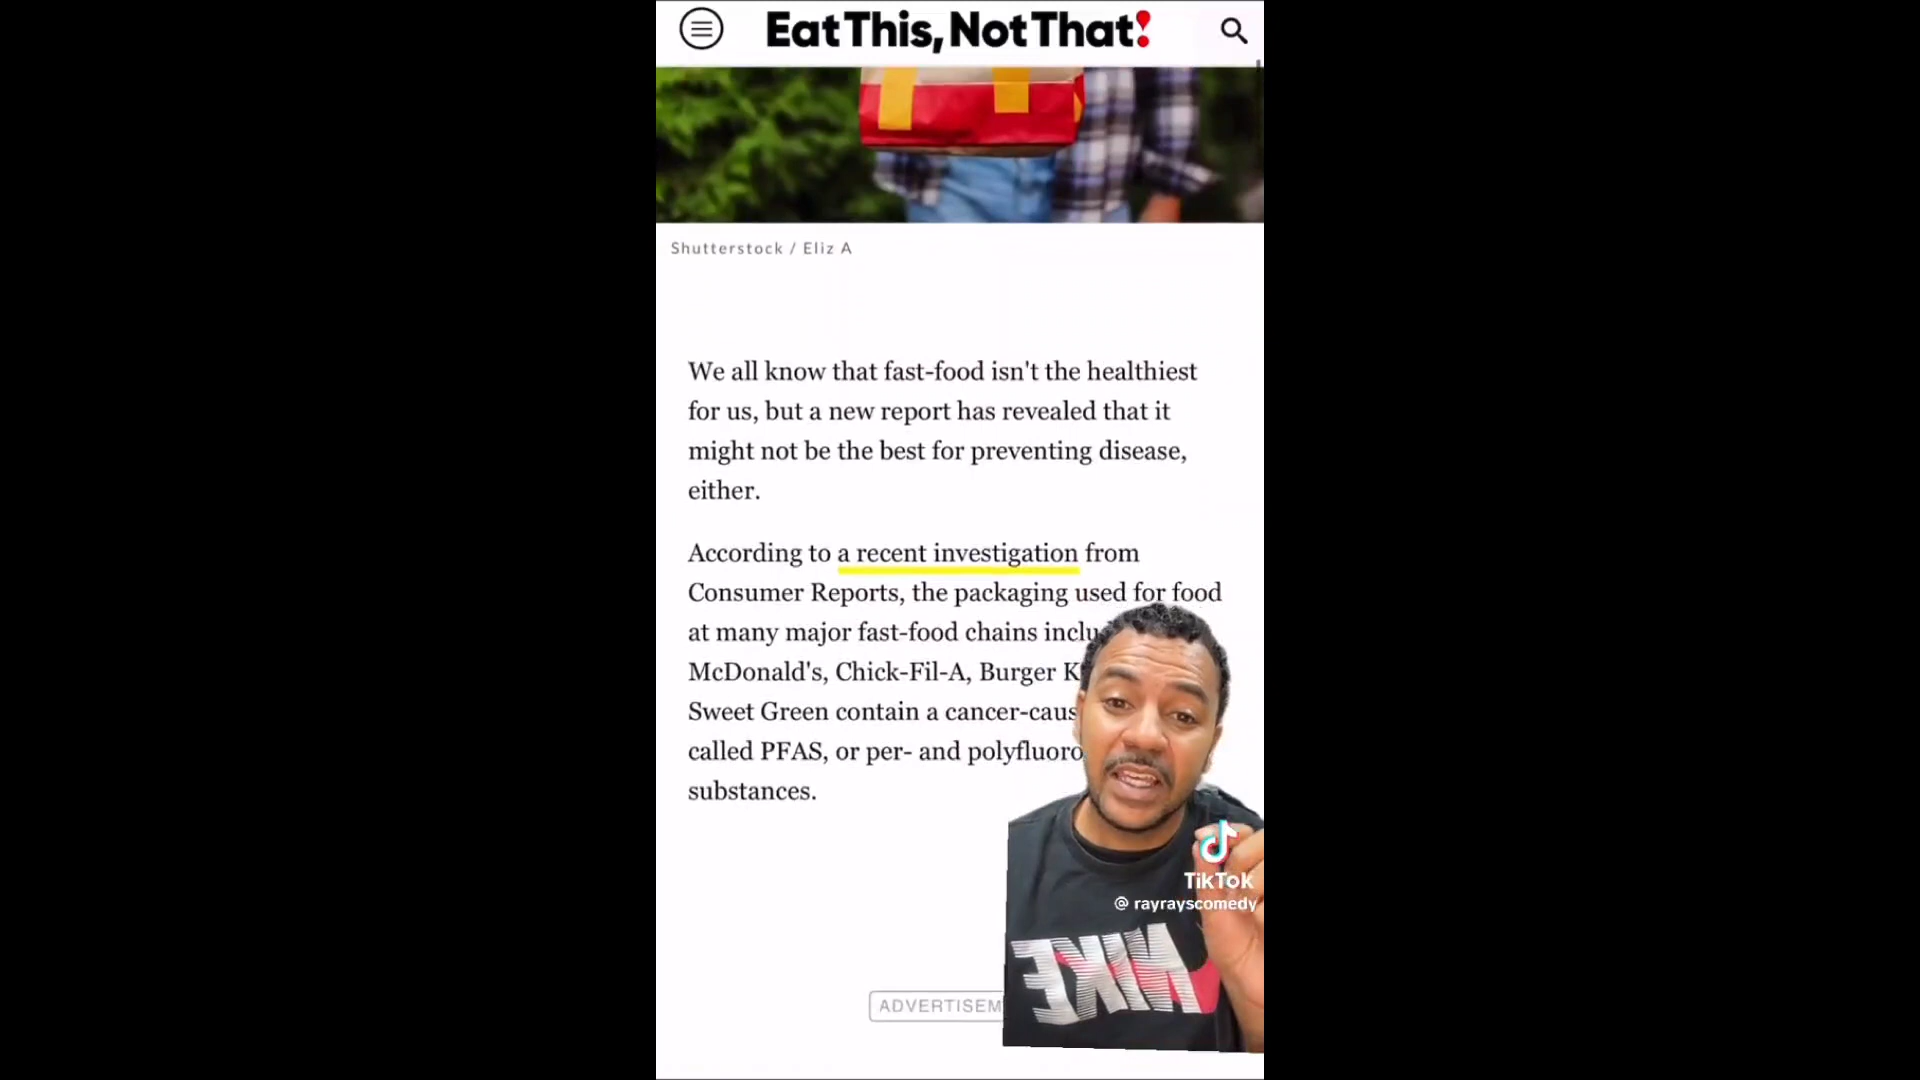 Eat This, Not That!
Shutterstock / Eliz A
We all know that fast-food isn't the healthiest
for us, but a new report has revealed that it
might not be the best for preventing disease,
either.
According to a recent investigation from
Consumer Reports, the packaging used for food
at many major fast-food chains inclu
McDonald's, Chick-Fil-A, Burger K
Sweet Green contain a cancer-caus
called PFAS, or per- and polyfluoro
substances.
TikTok
@ rayrayscomedy
NIKE
ADVERTISEM